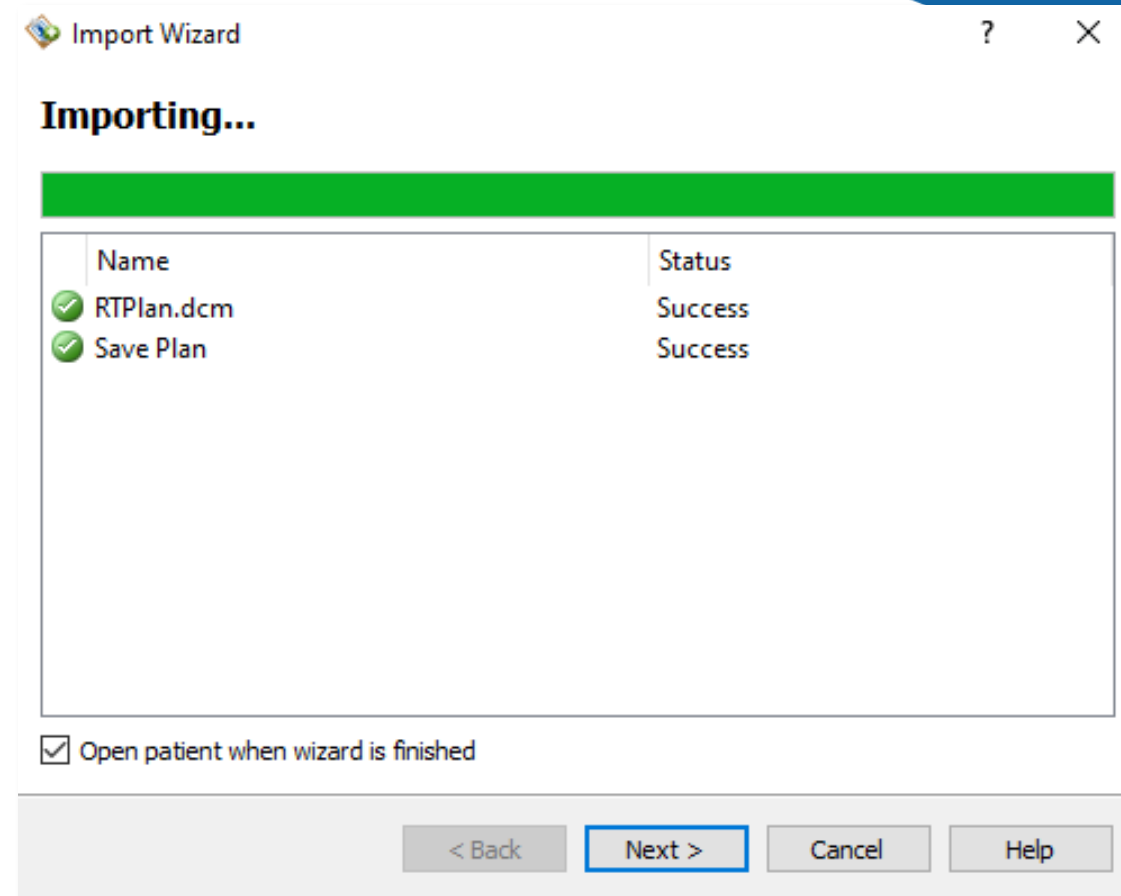 Import Wizard ?
Importing...
Name Status
RTPlan.dcm Success
Save Plan Success
Open patient when wizard is finished
< Back Next > Cancel Help